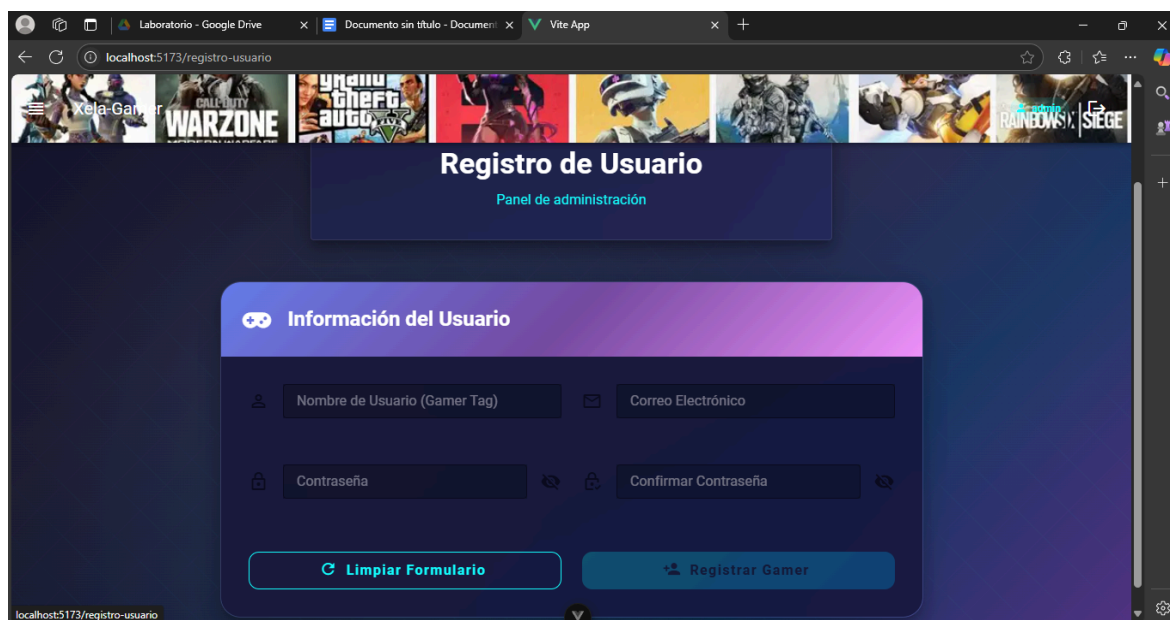 Laboratorio - Google Drive
Documento sin título - Document
Vite App
localhost:5173/registro-usuario
Xela-Gamer
CALL OF DUTY
WARZONE
MODERN WARFARE
grand
theft
auto
V
admin
RAINBOW SIX | SIEGE
Registro de Usuario
Panel de administración
Información del Usuario
Nombre de Usuario (Gamer Tag)
Correo Electrónico
Contraseña
Confirmar Contraseña
Limpiar Formulario
Registrar Gamer
localhost:5173/registro-usuario